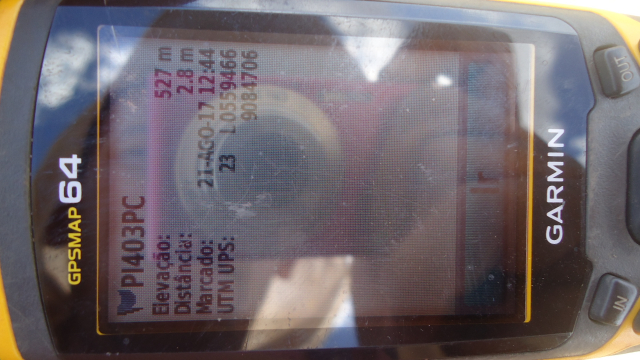 GPSMAP 64
PI403PC
Elevação: 527 m
Distância: 2.8 m
Marcado: 21-AGO-17 12:44
UTM UPS: 23 L 0559466
9084706
Ir
GARMIN
IN
OUT